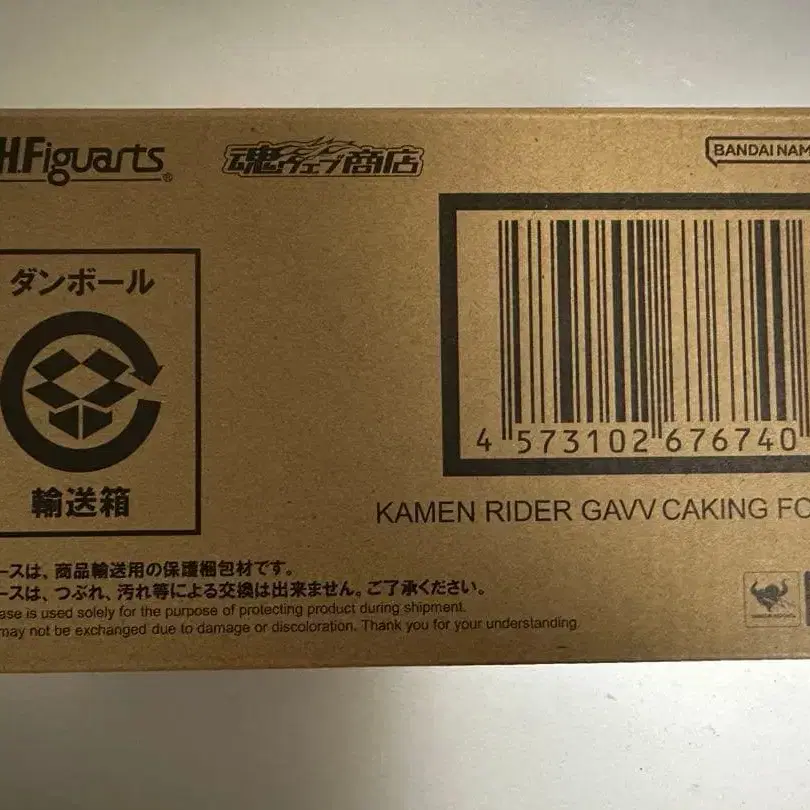 H.Figuarts®
魂ウェブ商店
BANDAI NAM
ダンボール
輸送箱
4 573102 676740
KAMEN RIDER GAVV CAKING FO
ースは、商品輸送用の保護梱包材です。
ースは、つぶれ、汚れ等による交換は出来ません。ご了承ください。
ase is used solely for the purpose of protecting product during shipment.
may not be exchanged due to damage or discoloration. Thank you for your understanding